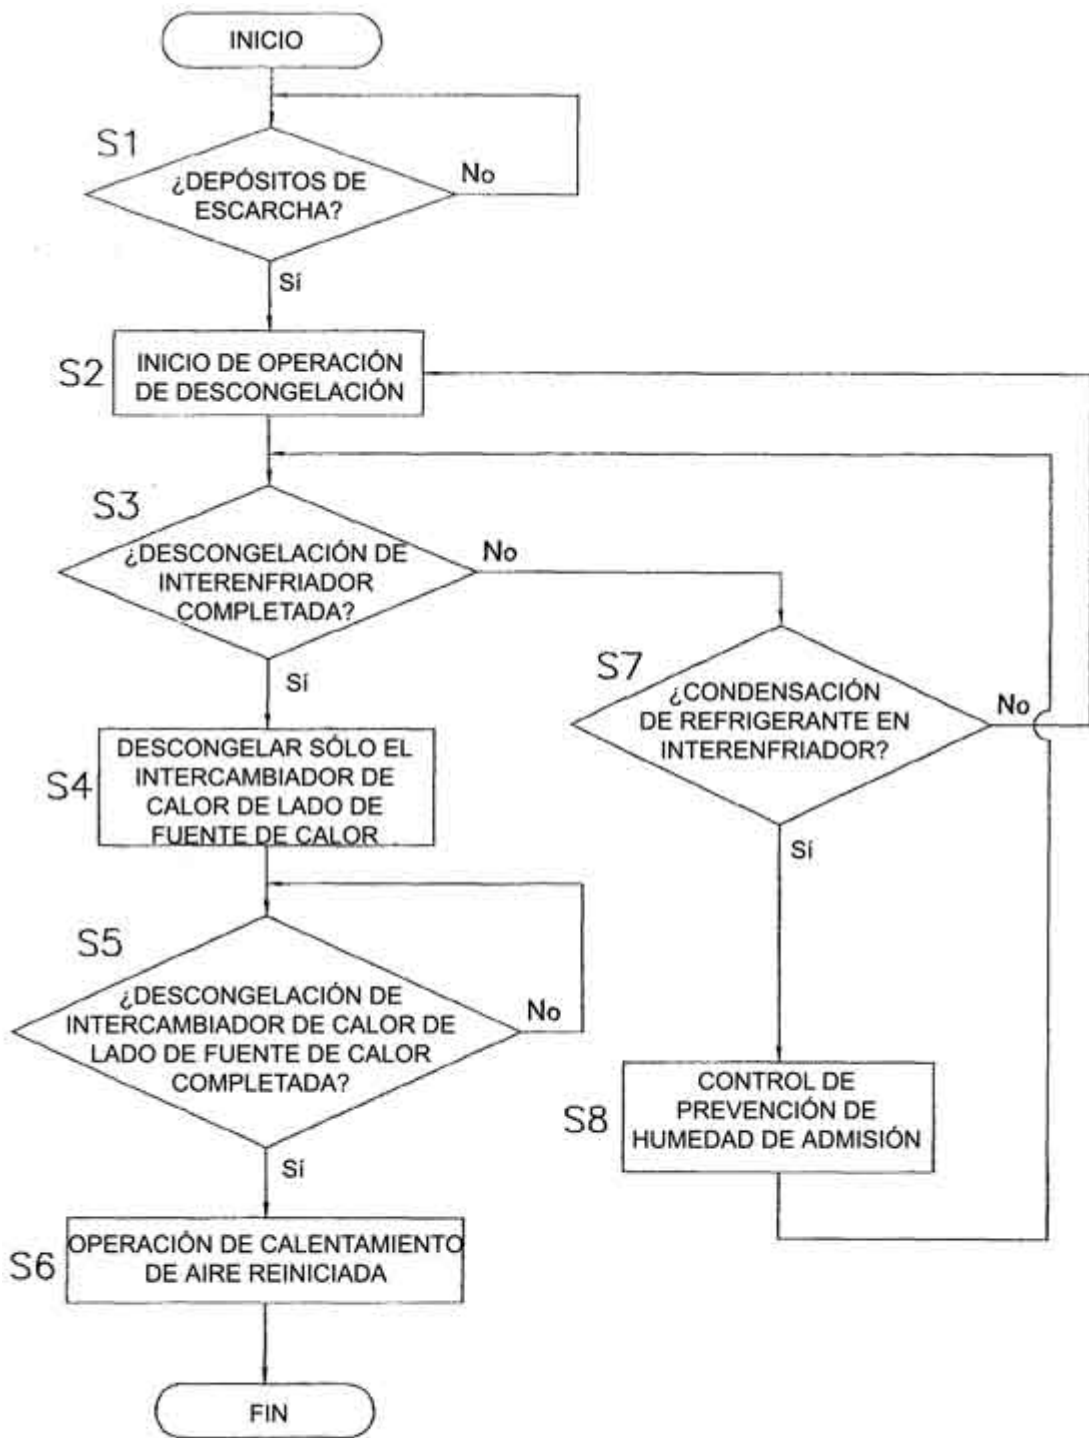 INICIO
S1
¿DEPÓSITOS DE
ESCARCHA?
No
Sí
S2
INICIO DE OPERACIÓN
DE DESCONGELACIÓN
S3
¿DESCONGELACIÓN DE
INTERENFRIADOR
COMPLETADA?
No
Sí
S7
¿CONDENSACIÓN
DE REFRIGERANTE EN
INTERENFRIADOR?
No
Sí
S4
DESCONGELAR SÓLO EL
INTERCAMBIADOR DE
CALOR DE LADO DE
FUENTE DE CALOR
S5
¿DESCONGELACIÓN DE
INTERCAMBIADOR DE CALOR DE
LADO DE FUENTE DE CALOR
COMPLETADA?
No
Sí
S8
CONTROL DE
PREVENCIÓN DE
HUMEDAD DE ADMISIÓN
S6
OPERACIÓN DE CALENTAMIENTO
DE AIRE REINICIADA
FIN